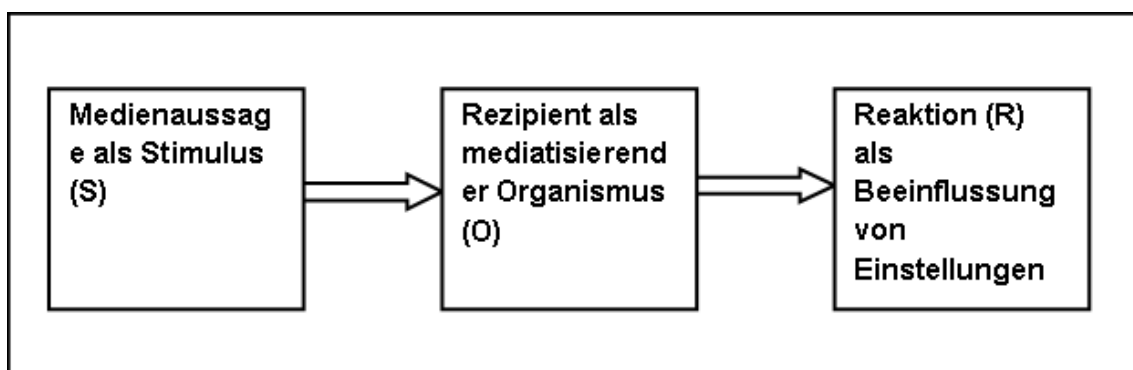 Medienaussag
e als Stimulus
(S)
Rezipient als
mediatisierend
er Organismus
(O)
Reaktion (R)
als
Beeinflussung
von
Einstellungen